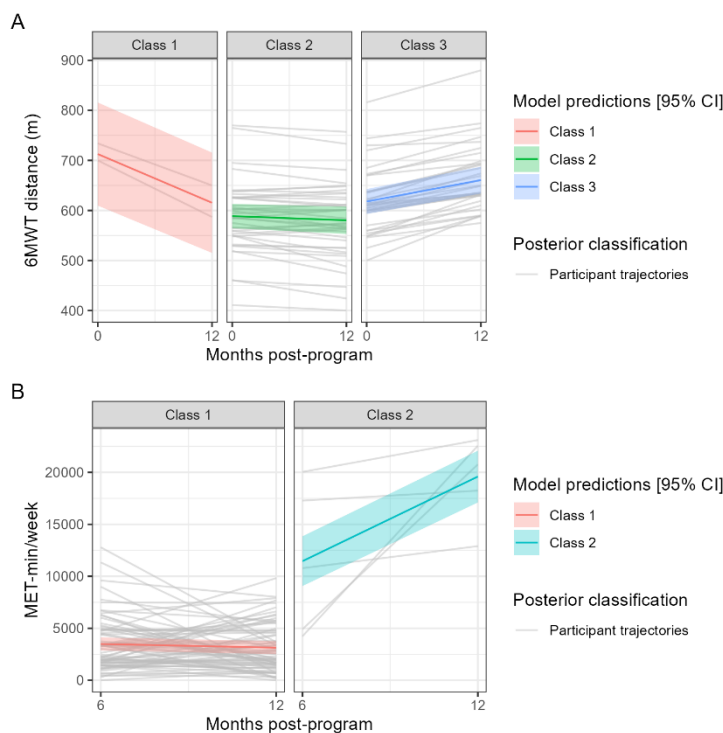 A
Class 1
Class 2
Class 3
900
800
700
600
500
400
6MWT distance (m)
0
12
0
12
0
12
Months post-program
Model predictions [95% CI]
Class 1
Class 2
Class 3
Posterior classification
Participant trajectories
B
Class 1
Class 2
20000
15000
10000
5000
0
MET-min/week
6
12
6
12
Months post-program
Model predictions [95% CI]
Class 1
Class 2
Posterior classification
Participant trajectories